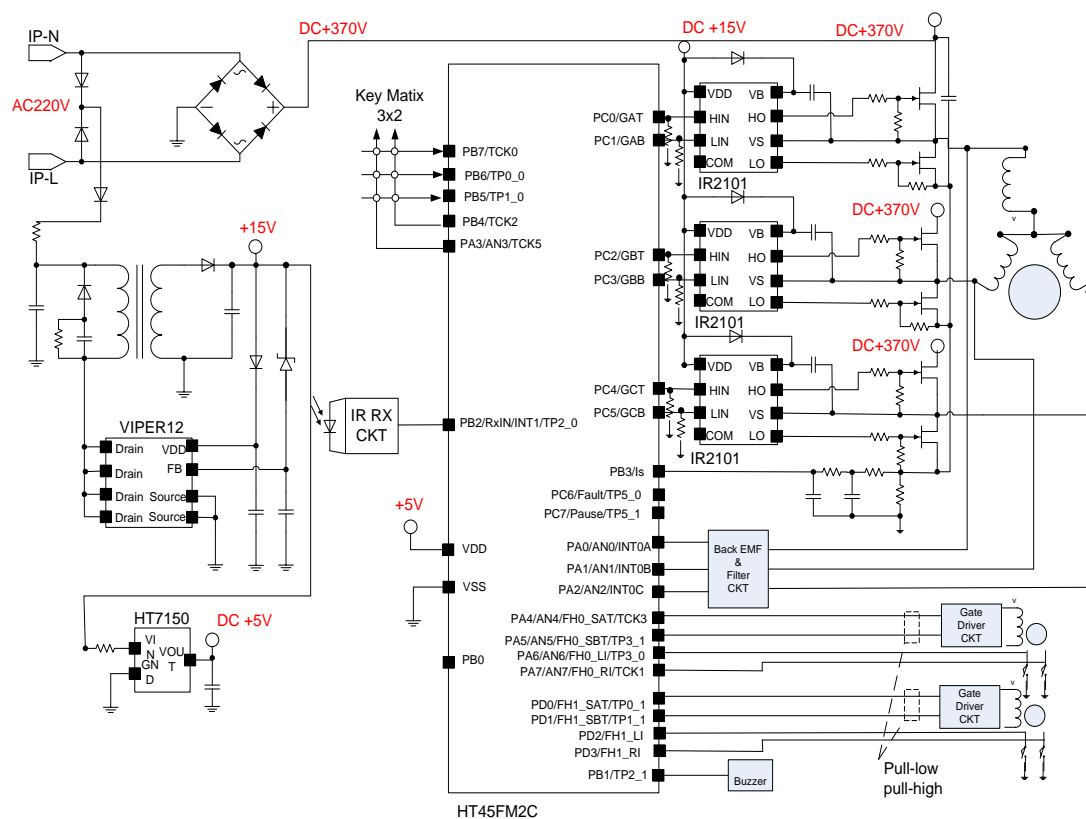 IP-N
AC220V
IP-L
DC+370V
DC +15V
DC+370V
Key Matix
3x2
PB7/TCK0
PB6/TP0_0
PB5/TP1_0
PB4/TCK2
PA3/AN3/TCK5
PB2/RxIN/INT1/TP2_0
VDD
VSS
PB0
PC0/GAT
PC1/GAB
PC2/GBT
PC3/GBB
PC4/GCT
PC5/GCB
PB3/Is
PC6/Fault/TP5_0
PC7/Pause/TP5_1
PA0/AN0/INT0A
PA1/AN1/INT0B
PA2/AN2/INT0C
PA4/AN4/FH0_SAT/TCK3
PA5/AN5/FH0_SBT/TP3_1
PA6/AN6/FH0_LI/TP3_0
PA7/AN7/FH0_RI/TCK1
PD0/FH1_SAT/TP0_1
PD1/FH1_SBT/TP1_1
PD2/FH1_LI
PD3/FH1_RI
PB1/TP2_1
HT45FM2C
VDD
HIN
LIN
COM
VB
HO
VS
LO
IR2101
DC+370V
VDD
HIN
LIN
COM
VB
HO
VS
LO
IR2101
DC+370V
VDD
HIN
LIN
COM
VB
HO
VS
LO
IR2101
v
+15V
VIPER12
Drain
Drain
Drain
Drain
VDD
FB
Source
Source
IR RX
CKT
+5V
HT7150
VI
N
GN
D
VOU
T
DC +5V
Back EMF
&
Filter
CKT
Gate
Driver
CKT
v
Gate
Driver
CKT
v
Pull-low
pull-high
Buzzer